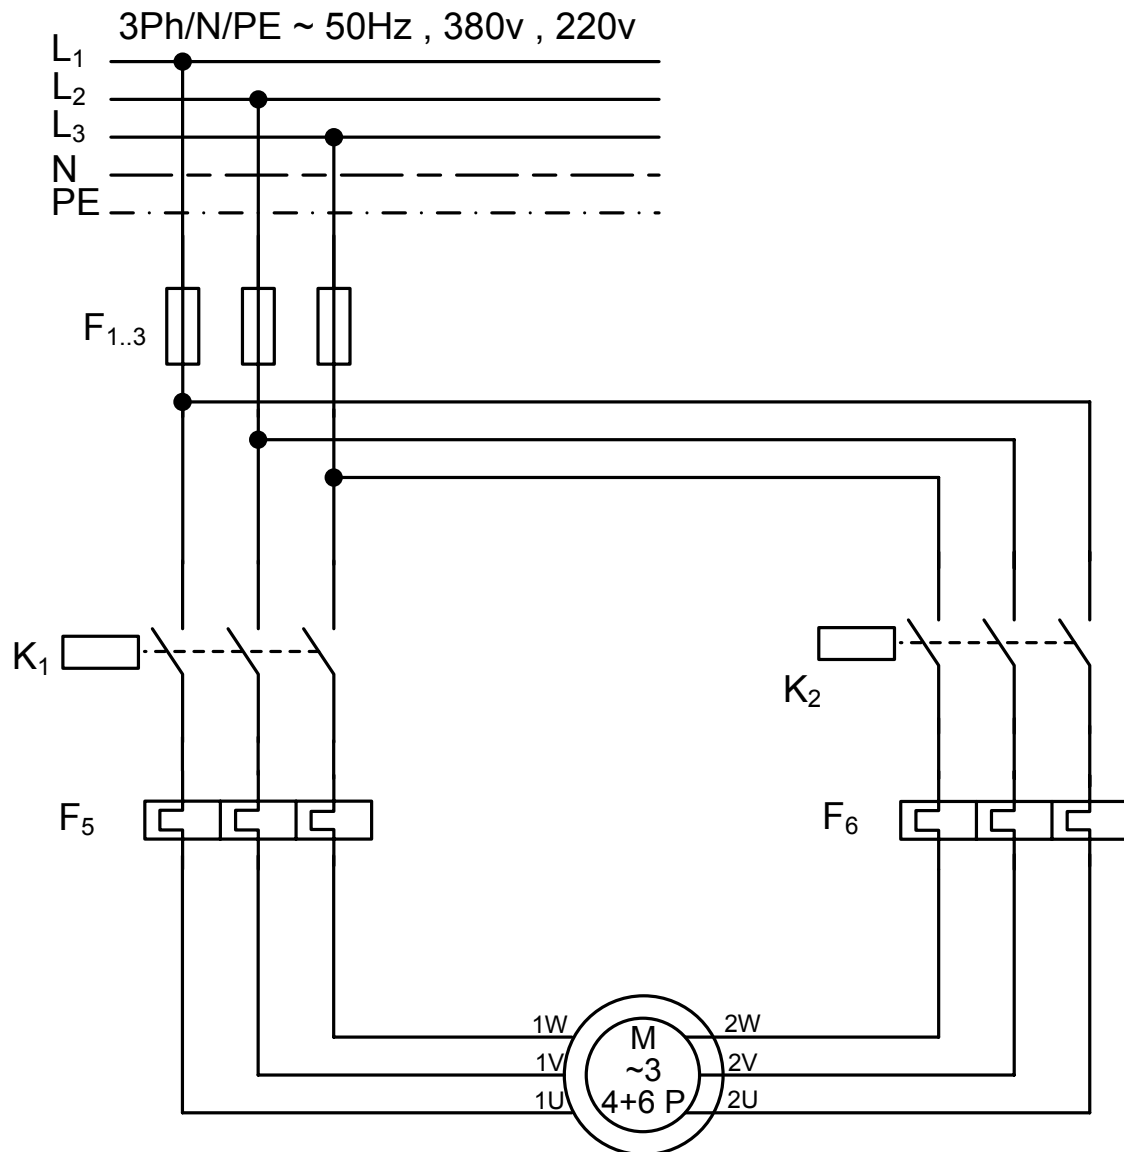 3Ph/N/PE ~ 50Hz , 380v , 220v
L1
L2
L3
N
PE
F1..3
K1
K2
F5
F6
1W
1V
1U
M
~3
4+6 P
2W
2V
2U